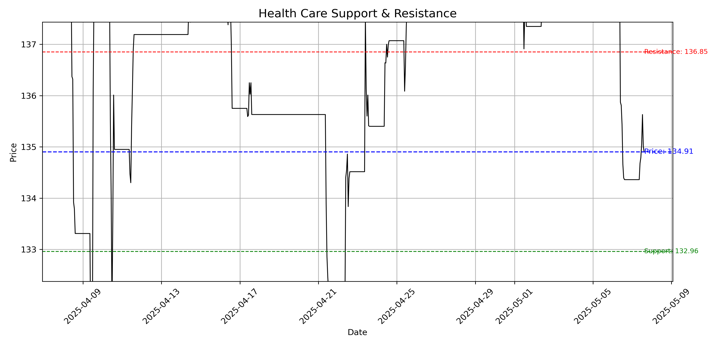 Health Care Support & Resistance
Price
137
136
135
134
133
Resistance: 136.85
Price: 134.91
Support: 132.96
2025-04-09
2025-04-13
2025-04-17
2025-04-21
2025-04-25
2025-04-29
2025-05-01
2025-05-05
2025-05-09
Date